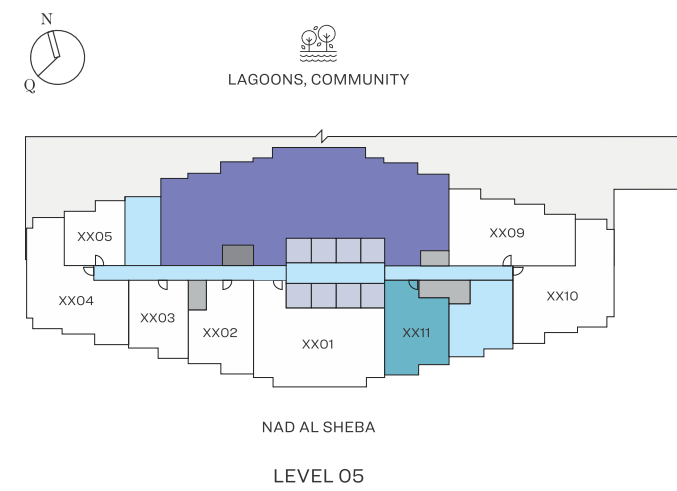 N
Q
LAGOONS, COMMUNITY
XX05
XX09
XX04
XX10
XX03
XX02
XX01
XX11
NAD AL SHEBA
LEVEL 05